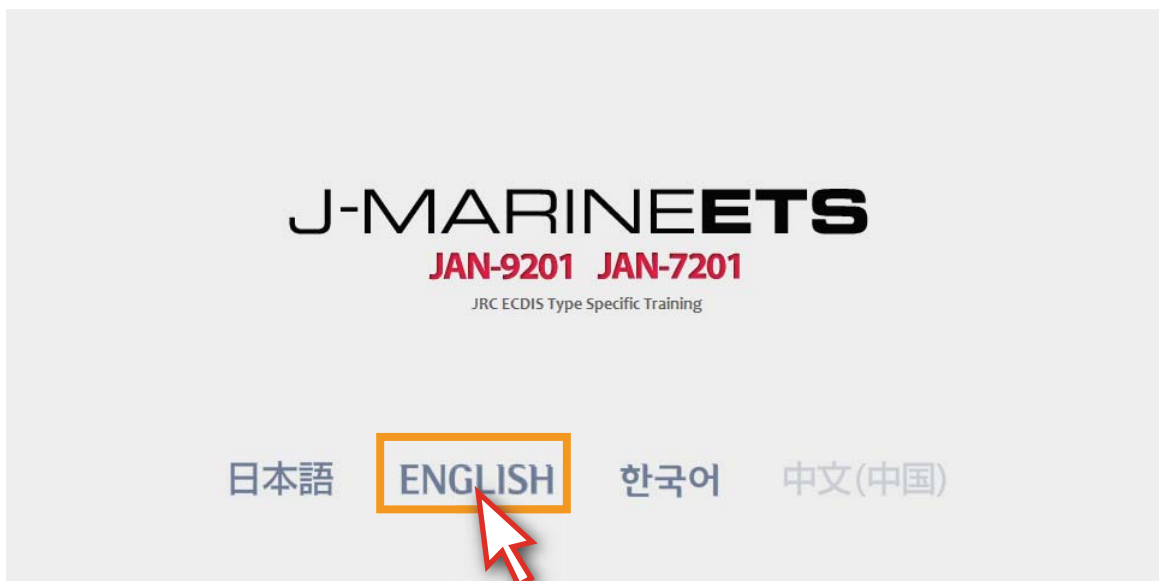 J-MARINEETS
JAN-9201 JAN-7201
JRC ECDIS Type Specific Training
日本語 ENGLISH 한국어 中文(中国)